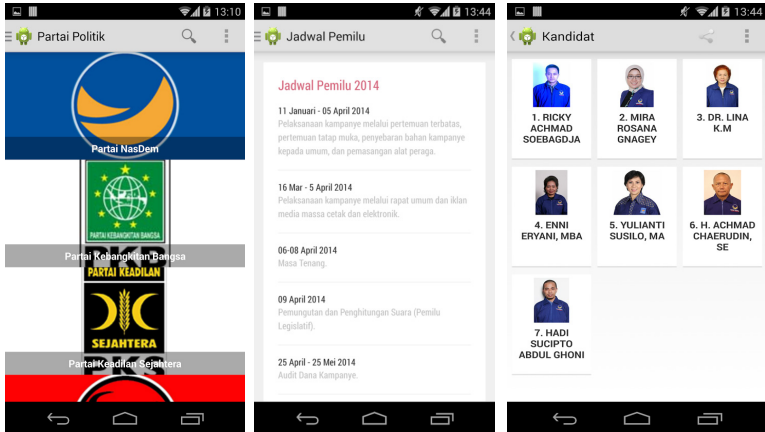 13:10
Partai Politik
Partai NasDem
PARTAI KEBANGKITAN BANGSA
PKB
Partai Kebangkitan Bangsa
PARTAI KEADILAN
SEJAHTERA
PKS
Partai Keadilan Sejahtera
13:44
Jadwal Pemilu
Jadwal Pemilu 2014
11 Januari - 05 April 2014
Pelaksanaan kampanye melalui pertemuan terbatas,
pertemuan tatap muka, penyebaran bahan kampanye
kepada umum, dan pemasangan alat peraga.
16 Mar - 5 April 2014
Pelaksanaan kampanye melalui rapat umum dan iklan
media massa cetak dan elektronik.
06-08 April 2014
Masa Tenang.
09 April 2014
Pemungutan dan Penghitungan Suara (Pemilu
Legislatif).
25 April - 25 Mei 2014
Audit Dana Kampanye.
13:44
Kandidat
1. RICKY
ACHMAD
SOEBAGDJA
2. MIRA
ROSANA
GNAGEY
3. DR. LINA
K.M
4. ENNI
ERYANI, MBA
5. YULIANTI
SUSILO, MA
6. H. ACHMAD
CHAERUDIN,
SE
7. HADI
SUCIPTO
ABDUL GHONI